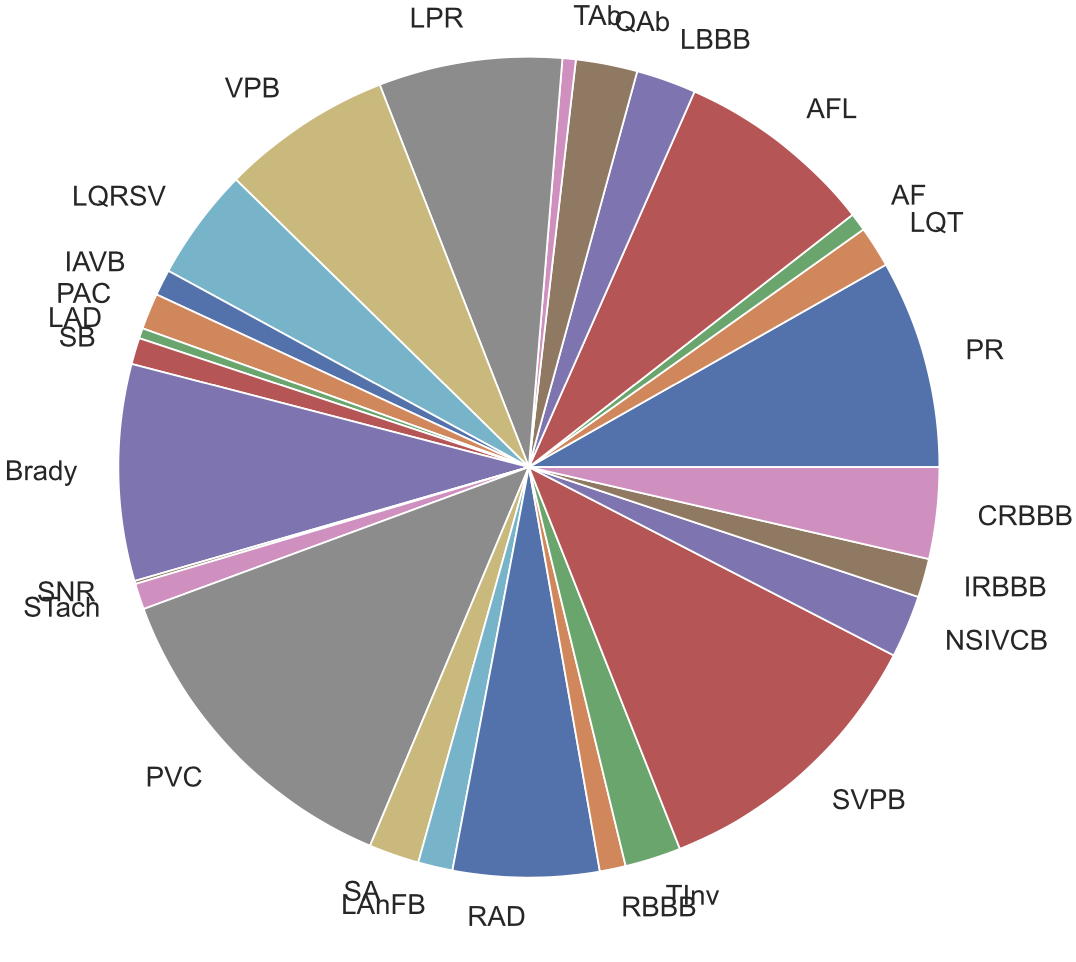 LPR
TAb
QAb
LBBB
VPB
AFL
LQRSV
AF
LQT
IAVB
PAC
LAD
SB
PR
Brady
CRBBB
IRBBB
SNR
STach
NSIVCB
PVC
SVPB
SA
LAnFB
RAD
RBBB
TInv